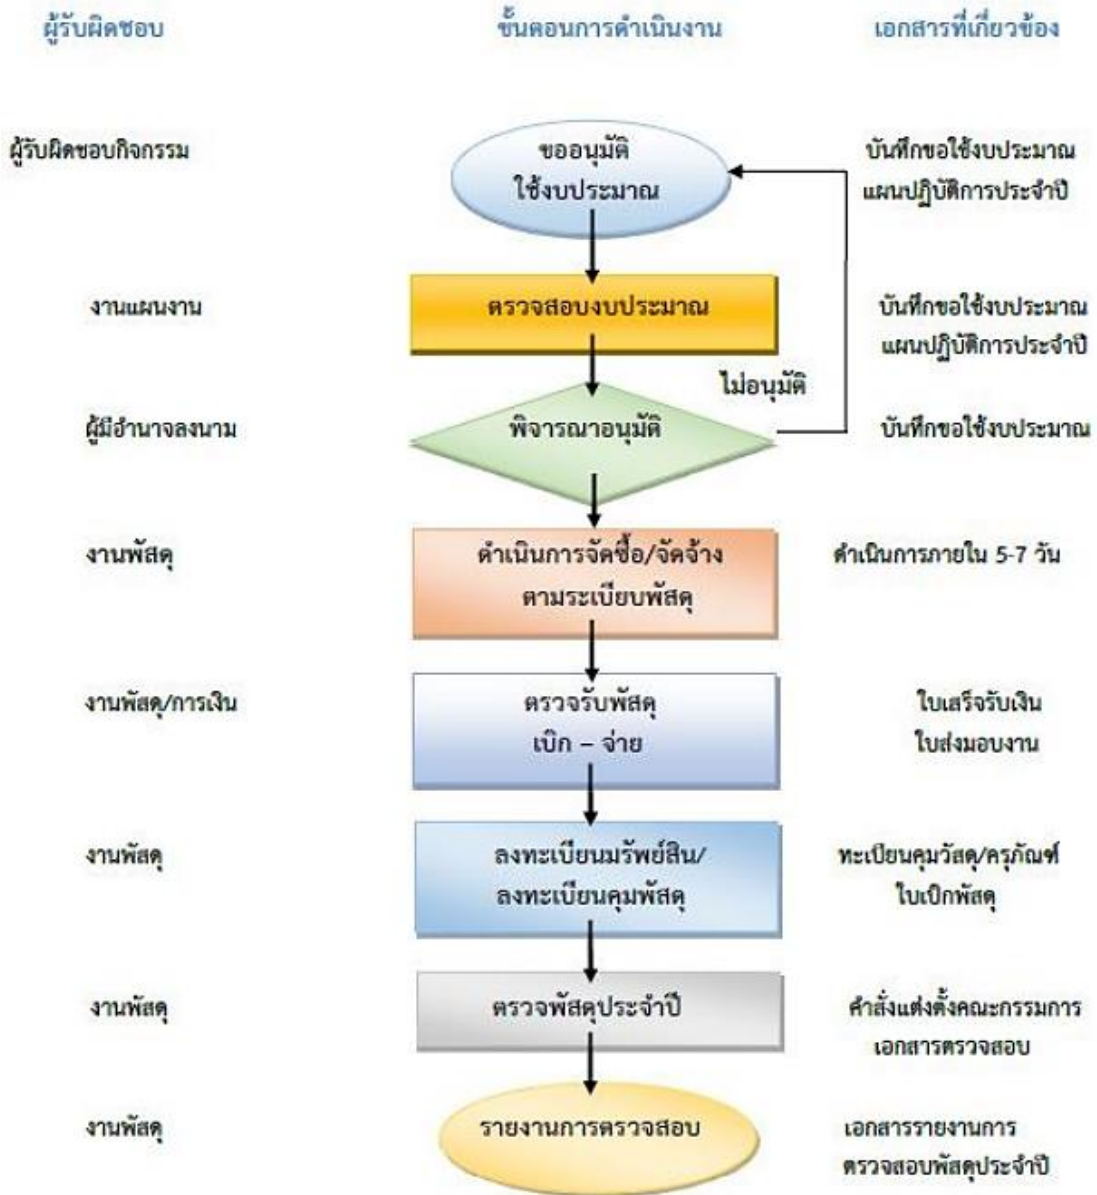 ผู้รับผิดชอบ ขั้นตอนการดำเนินงาน เอกสารที่เกี่ยวข้อง
ผู้รับผิดชอบกิจกรรม
ขออนุมัติ
ใช้งบประมาณ
บันทึกขอใช้งบประมาณ
แผนปฏิบัติการประจำปี
งานแผนงาน
ตรวจสอบงบประมาณ
บันทึกขอใช้งบประมาณ
แผนปฏิบัติการประจำปี
ไม่อนุมัติ
ผู้มีอำนาจลงนาม
พิจารณาอนุมัติ
บันทึกขอใช้งบประมาณ
งานพัสดุ
ดำเนินการจัดซื้อ/จัดจ้าง
ตามระเบียบพัสดุ
ดำเนินการภายใน 5-7 วัน
งานพัสดุ/การเงิน
ตรวจรับพัสดุ
เบิก – จ่าย
ใบเสร็จรับเงิน
ใบส่งมอบงาน
งานพัสดุ
ลงทะเบียนมรัพย์สิน/
ลงทะเบียนคุมพัสดุ
ทะเบียนคุมวัสดุ/ครุภัณฑ์
ใบเบิกพัสดุ
งานพัสดุ
ตรวจพัสดุประจำปี
คำสั่งแต่งตั้งคณะกรรมการ
เอกสารตรวจสอบ
งานพัสดุ
รายงานการตรวจสอบ
เอกสารรายงานการ
ตรวจสอบพัสดุประจำปี